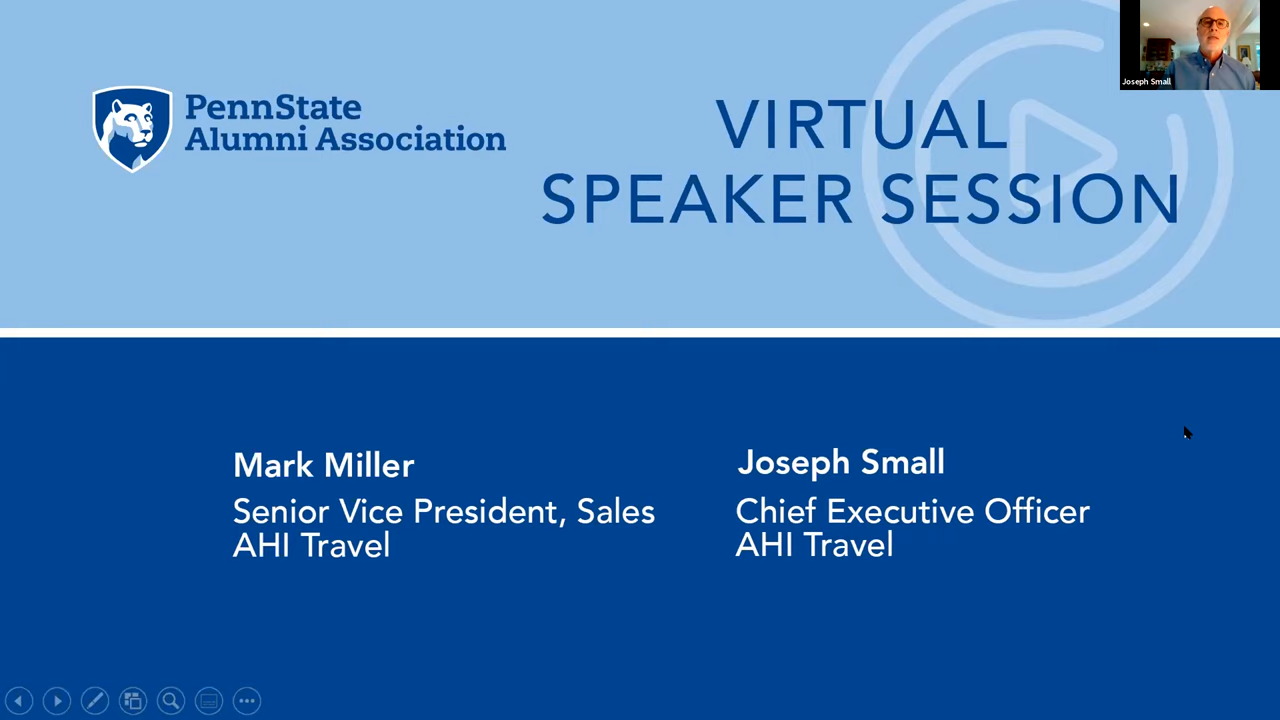 PennState
Alumni Association
VIRTUAL
SPEAKER SESSION
Joseph Small
Mark Miller
Senior Vice President, Sales
AHI Travel
Joseph Small
Chief Executive Officer
AHI Travel